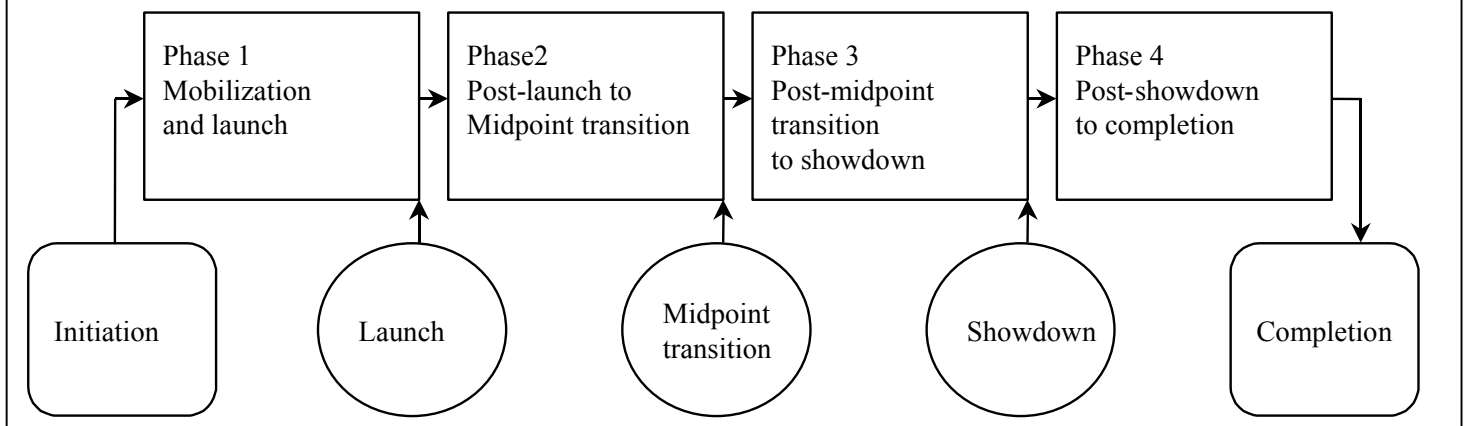 Phase 1
Mobilization
and launch
Phase2
Post-launch to
Midpoint transition
Phase 3
Post-midpoint
transition
to showdown
Phase 4
Post-showdown
to completion
Initiation
Launch
Midpoint
transition
Showdown
Completion